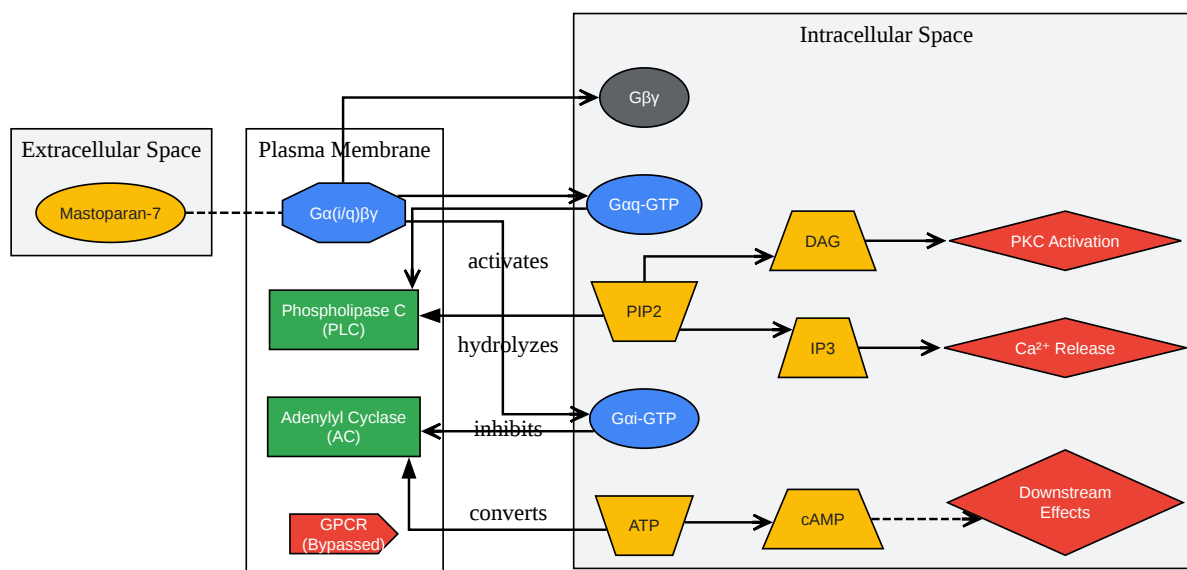 Intracellular Space
Gβγ
Extracellular Space
Plasma Membrane
Mastoparan-7
Gα(i/q)βγ
Gαq-GTP
DAG
PKC Activation
activates
Phospholipase C
(PLC)
PIP2
hydrolyzes
IP3
Ca²⁺ Release
Adenylyl Cyclase
(AC)
inhibits
Gαi-GTP
GPCR
(Bypassed)
converts
ATP
cAMP
Downstream
Effects